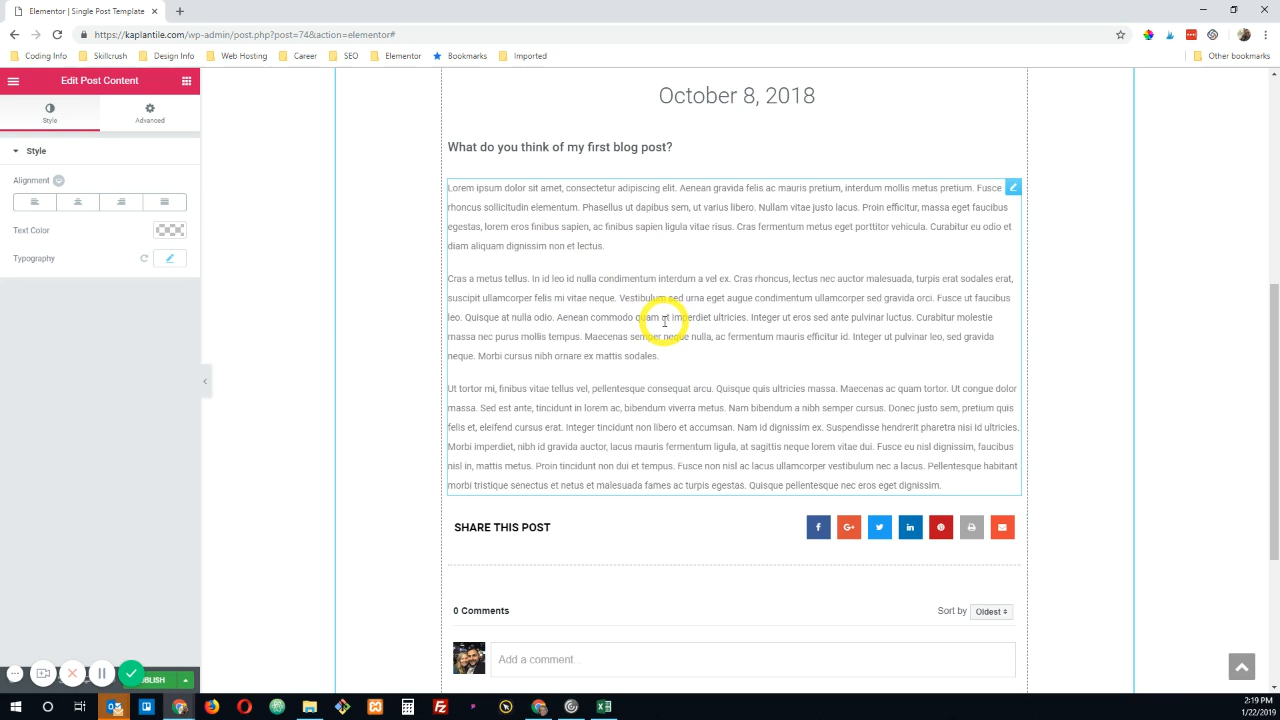 Elementor | Single Post Template
https://www.kaplantile.com/wp-admin/post.php?post=74&action=elementor#
Coding Info
Skillcrush
Design Info
Web Hosting
Career
SEO
Elementor
Bookmarks
Imported
Other bookmarks
Edit Post Content
Style
Advanced
Style
Alignment
Text Color
Typography
October 8, 2018
What do you think of my first blog post?
Lorem ipsum dolor sit amet, consectetur adipiscing elit. Aenean gravida felis ac mauris pretium, interdum mollis metus pretium. Fusce
rhoncus sollicitudin elementum. Phasellus ut dapibus sem, ut varius libero. Nullam vitae justo lacus. Proin efficitur, massa eget faucibus
egestas, lorem eros finibus sapien, ac finibus sapien ligula vitae risus. Cras fermentum metus eget porttitor vehicula. Curabitur eu odio et
diam aliquam dignissim non et lectus.
Cras a metus tellus. In id leo id nulla condimentum interdum a vel ex. Cras rhoncus, lectus nec auctor malesuada, turpis erat sodales erat,
suscipit ullamcorper felis mi vitae neque. Vestibulum sed urna eget augue condimentum ullamcorper sed gravida orci. Fusce ut faucibus
leo. Quisque at nulla odio. Aenean commodo quam et imperdiet ultricies. Integer ut eros sed ante pulvinar luctus. Curabitur molestie
massa nec purus mollis tempus. Maecenas semper neque nulla, ac fermentum mauris efficitur id. Integer ut pulvinar leo, sed gravida
neque. Morbi cursus nibh ornare ex mattis sodales.
Ut tortor mi, finibus vitae tellus vel, pellentesque consequat arcu. Quisque quis ultricies massa. Maecenas ac quam tortor. Ut congue dolor
massa. Sed est ante, tincidunt in lorem ac, bibendum viverra metus. Nam bibendum a nibh semper cursus. Donec justo sem, pretium quis
felis et, eleifend cursus erat. Integer tincidunt non libero et accumsan. Nam id dignissim ex. Suspendisse hendrerit pharetra nisi id ultricies.
Morbi imperdiet, nibh id gravida auctor, lacus mauris fermentum ligula, at sagittis neque lorem vitae dui. Fusce eu nisl dignissim, faucibus
nisl in, mattis metus. Proin tincidunt non dui et tempus. Fusce non nisl ac lacus ullamcorper vestibulum nec a lacus. Pellentesque habitant
morbi tristique senectus et netus et malesuada fames ac turpis egestas. Quisque pellentesque nec eros eget dignissim.
SHARE THIS POST
0 Comments
Sort by Oldest
Add a comment...
2:19 PM
1/22/2019